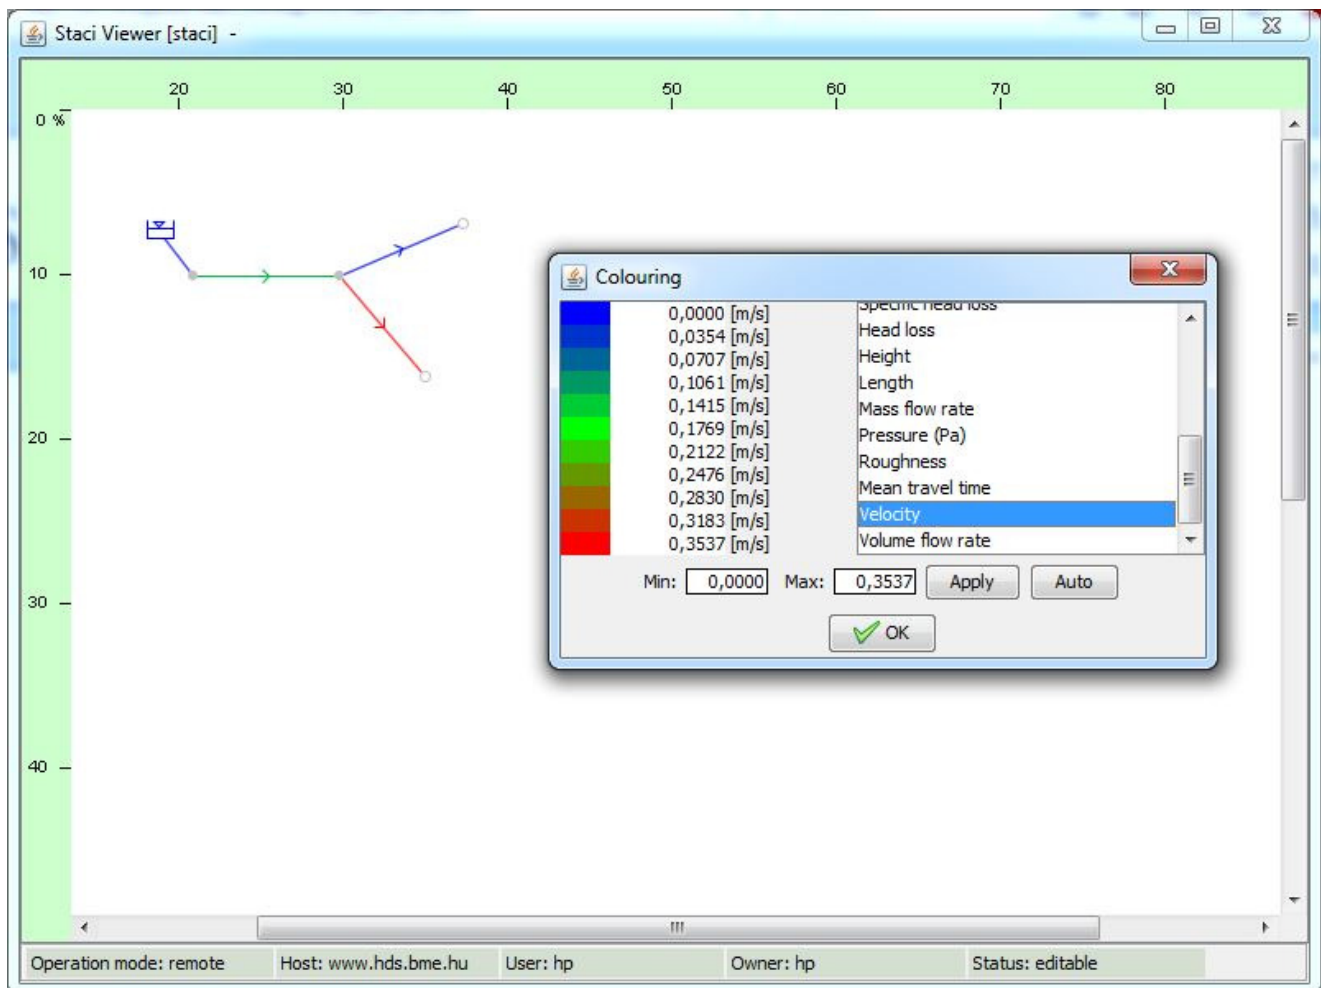 Staci Viewer [staci] -
20 30 40 50 60 70 80
0 %
10
20
30
40
Colouring
0,0000 [m/s]
0,0354 [m/s]
0,0707 [m/s]
0,1061 [m/s]
0,1415 [m/s]
0,1769 [m/s]
0,2122 [m/s]
0,2476 [m/s]
0,2830 [m/s]
0,3183 [m/s]
0,3537 [m/s]
Specific head loss
Head loss
Height
Length
Mass flow rate
Pressure (Pa)
Roughness
Mean travel time
Velocity
Volume flow rate
Min: 0,0000 Max: 0,3537 Apply Auto
OK
Operation mode: remote Host: www.hds.bme.hu User: hp Owner: hp Status: editable